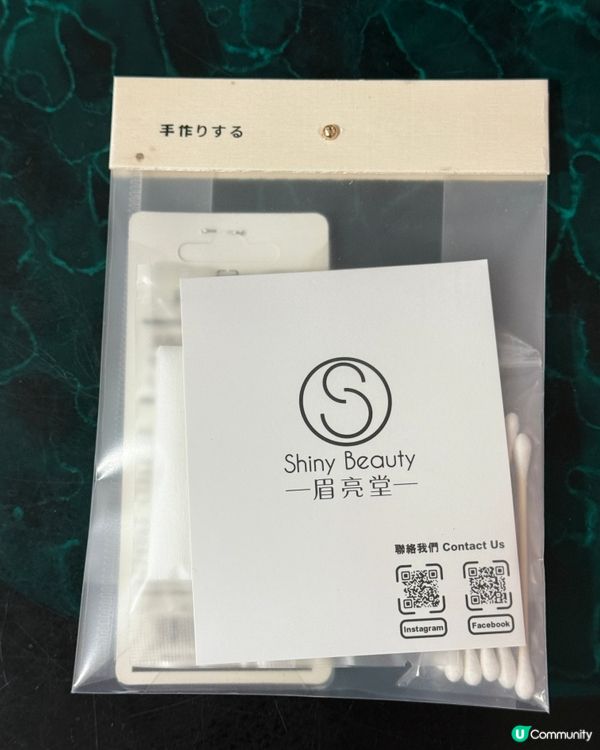 手作りする
Shiny Beauty
—眉亮堂—
聯絡我們 Contact Us
Instagram Facebook
U Community